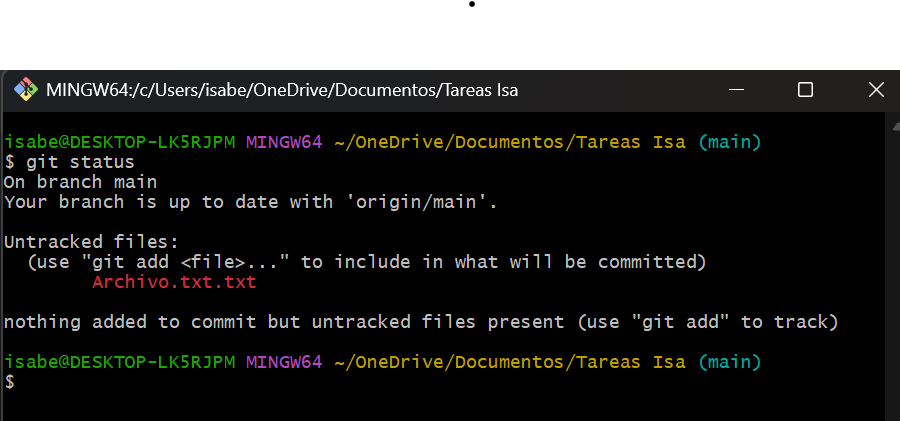 MINGW64:/c/Users/isabe/OneDrive/Documentos/Tareas Isa
isabe@DESKTOP-LK5RJPM MINGW64 ~/OneDrive/Documentos/Tareas Isa (main)
$ git status
On branch main
Your branch is up to date with 'origin/main'.
Untracked files:
(use "git add <file>..." to include in what will be committed)
Archivo.txt.txt
nothing added to commit but untracked files present (use "git add" to track)
isabe@DESKTOP-LK5RJPM MINGW64 ~/OneDrive/Documentos/Tareas Isa (main)
$